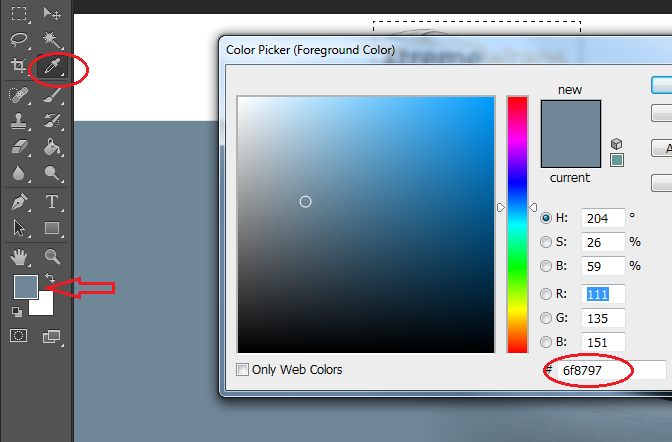 Color Picker (Foreground Color)
new
current
H: 204 °
S: 26 %
B: 59 %
R: 111
G: 135
B: 151
# 6f8797
Only Web Colors
A
T